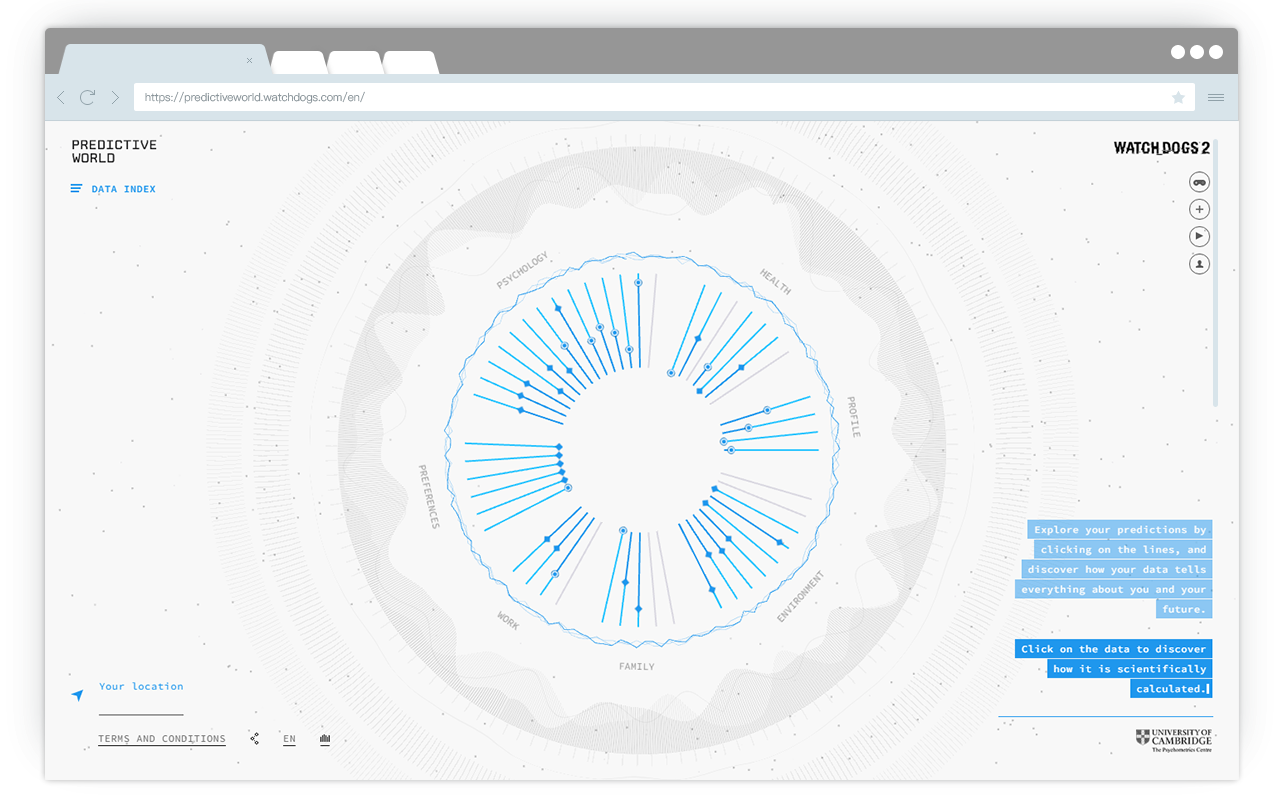 https://predictiveworld.watchdogs.com/en/
PREDICTIVE
WORLD
WATCH_DOGS 2
DATA INDEX
PSYCHOLOGY
HEALTH
PROFILE
PREFERENCES
ENVIRONMENT
WORK
FAMILY
Explore your predictions by
clicking on the lines, and
discover how your data tells
everything about you and your
future.
Click on the data to discover
how it is scientifically
calculated.
Your location
TERMS AND CONDITIONS
EN
UNIVERSITY OF
CAMBRIDGE
The Psychometrics Centre